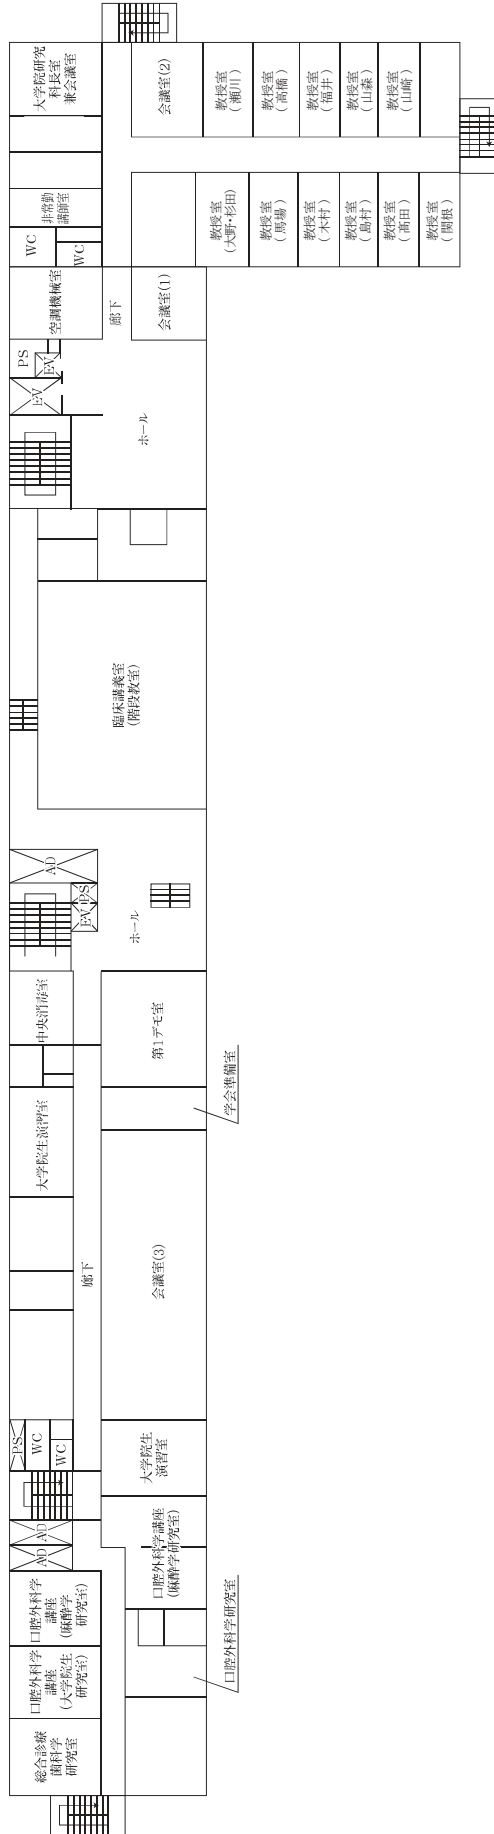 大学院研究
科長室
兼会議室
会議室(2)
教授室
(瀬川)
教授室
(高橋)
教授室
(福井)
教授室
(山森)
教授室
(山崎)
非常勤
講師室
WC
WC
教授室
(大野・杉田)
教授室
(馬場)
教授室
(木村)
教授室
(島村)
教授室
(髙田)
教授室
(関根)
空調機械室
廊下
会議室(1)
PS
EV
EV
ホール
臨床講義室
(階段教室)
AD
EV
PS
ホール
中央消毒室
第1デモ室
学会準備室
大学院生演習室
廊下
会議室(3)
PS
WC
WC
大学院生
演習室
AD
AD
口腔外科学講座
(麻酔学研究室)
口腔外科学
講座
(麻酔学
研究室)
口腔外科学研究室
口腔外科学
講座
(大学院生
研究室)
総合診療
歯科学
研究室